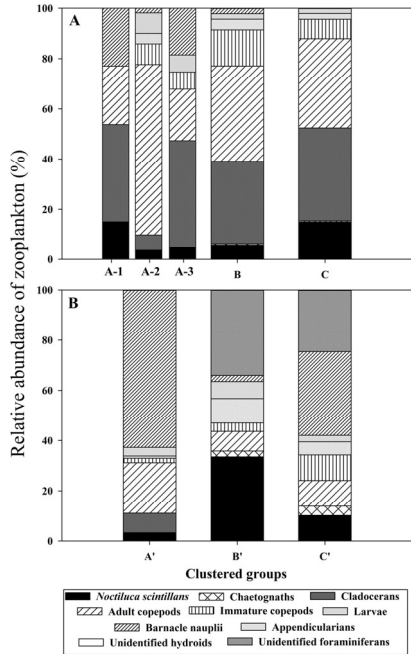 Relative abundance of zooplankton (%)
A
100
80
60
40
20
0
A-1 A-2 A-3 B C
B
100
80
60
40
20
0
A' B' C'
Clustered groups
Noctiluca scintillans Chaetognaths Cladocerans
Adult copepods Immature copepods Larvae
Barnacle nauplii Appendicularians
Unidentified hydroids Unidentified foraminiferans